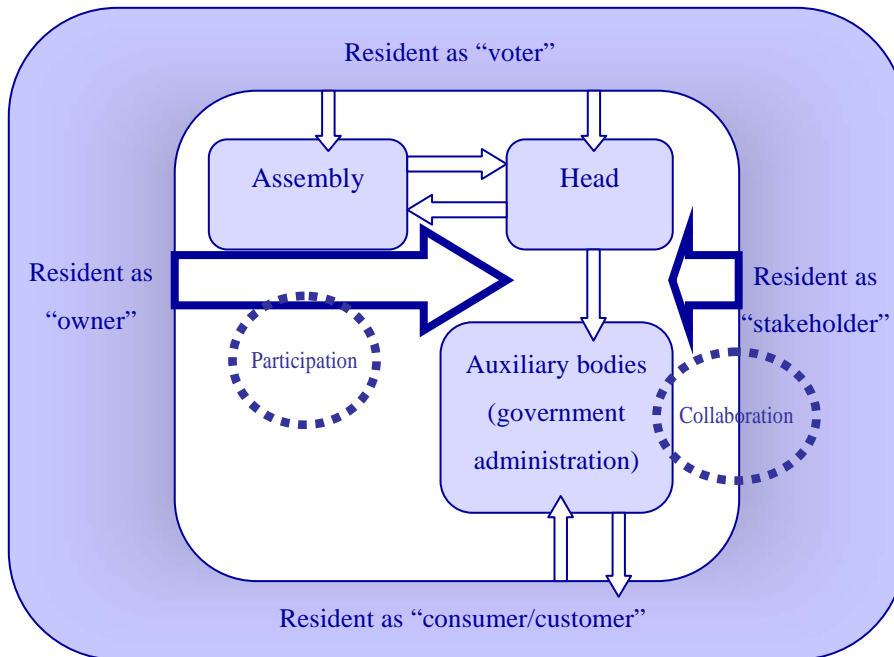 Resident as “voter”
Assembly
Head
Resident as
“owner”
Resident as
“stakeholder”
Participation
Auxiliary bodies
(government
administration)
Collaboration
Resident as “consumer/customer”